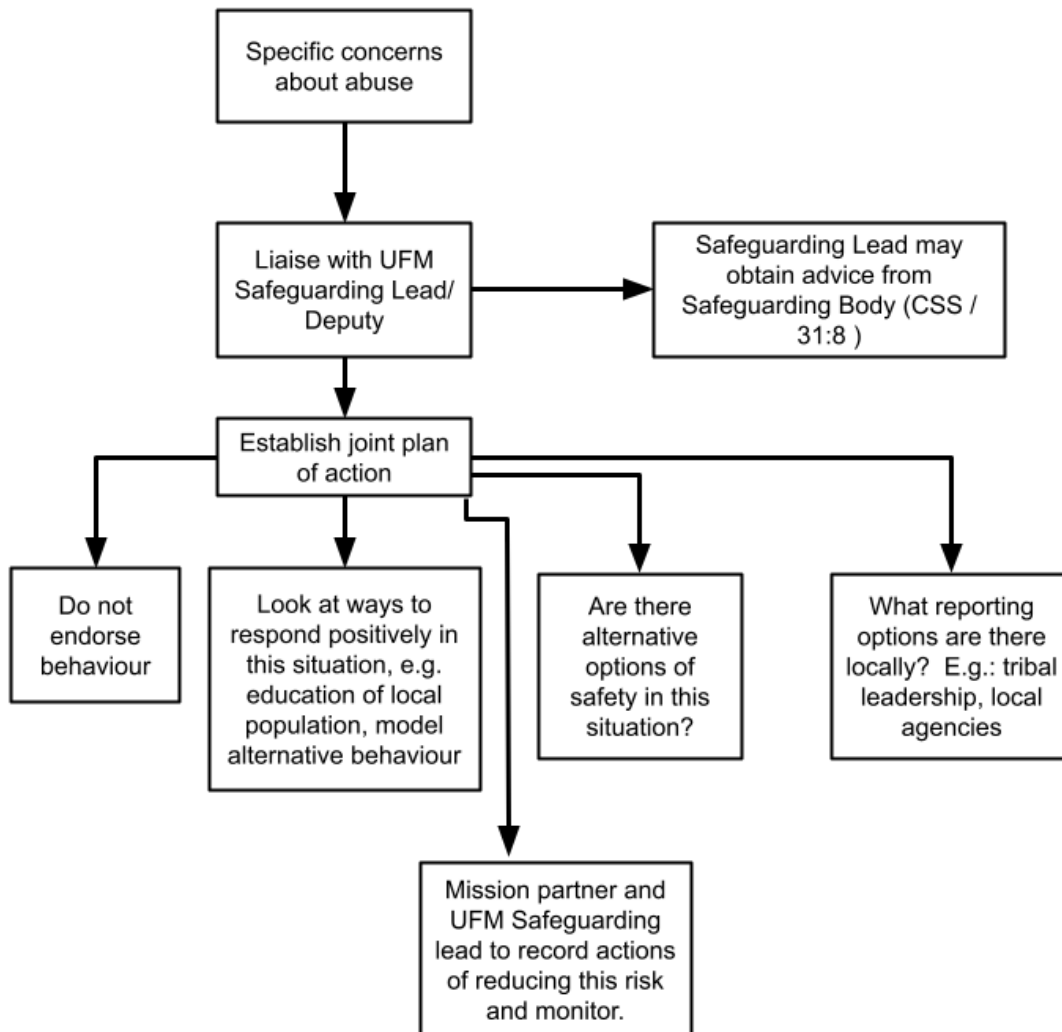 Specific concerns
about abuse
Liaise with UFM
Safeguarding Lead/
Deputy
Safeguarding Lead may
obtain advice from
Safeguarding Body (CSS /
31:8 )
Establish joint plan
of action
Do not
endorse
behaviour
Look at ways to
respond positively in
this situation, e.g.
education of local
population, model
alternative behaviour
Are there
alternative
options of
safety in this
situation?
What reporting
options are there
locally?  E.g.: tribal
leadership, local
agencies
Mission partner and
UFM Safeguarding
lead to record actions
of reducing this risk
and monitor.